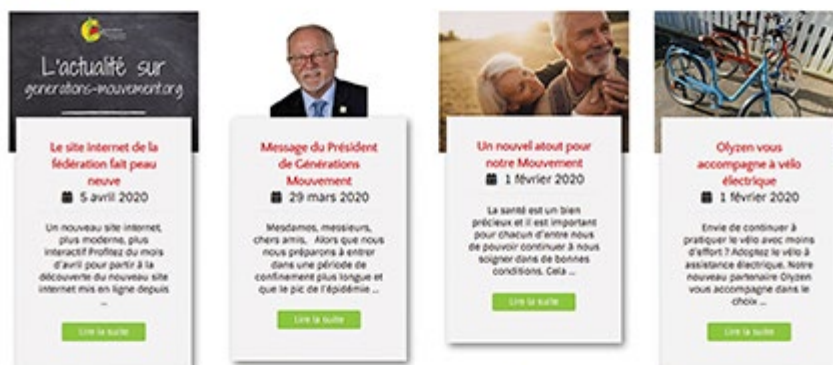 L'actualité sur
generations-mouvement.org
Le site internet de la
fédération fait peau
neuve
5 avril 2020
Un nouveau site internet,
plus moderne, plus
interactif Profitez du mois
d'avril pour partir à la
découverte du nouveau site
internet mis en ligne depuis
...
Lire la suite
Message du Président
de Générations
Mouvement
29 mars 2020
Mesdames, messieurs,
chers amis, Alors que nous
nous préparons à entrer
dans une période de
confinement plus longue et
que le pic de l'épidémie ...
Lire la suite
Un nouvel atout pour
notre Mouvement
1 février 2020
La santé est un bien
précieux et il est important
pour chacun d'entre nous
de pouvoir continuer à nous
soigner dans de bonnes
conditions. Cela ...
Lire la suite
Olyzen vous
accompagne à vélo
électrique
1 février 2020
Envie de continuer à
pratiquer le vélo avec moins
d'effort ? Adoptez le vélo à
assistance électrique. Notre
nouveau partenaire Olyzen
vous accompagne dans le
choix ...
Lire la suite